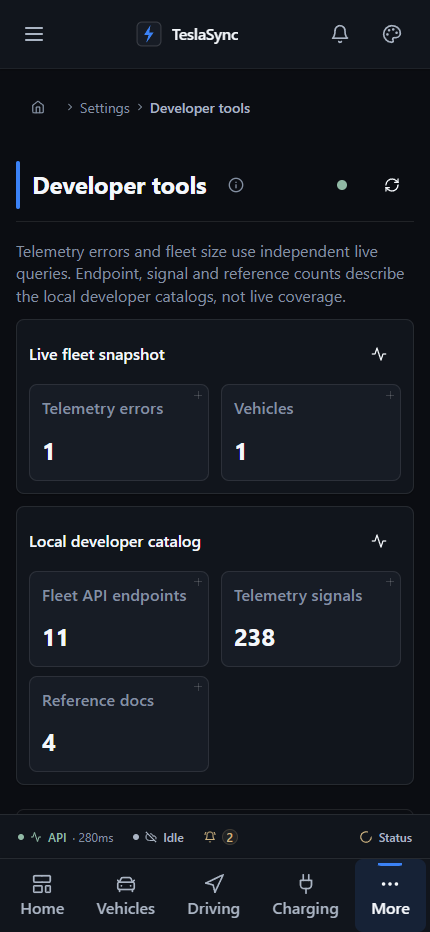 TeslaSync
Settings
Developer tools
Developer tools
Telemetry errors and fleet size use independent live
queries. Endpoint, signal and reference counts describe
the local developer catalogs, not live coverage.
Live fleet snapshot
Telemetry errors
1
Vehicles
1
Local developer catalog
Fleet API endpoints
11
Telemetry signals
238
Reference docs
4
API · 280ms
Idle
2
Status
Home
Vehicles
Driving
Charging
More